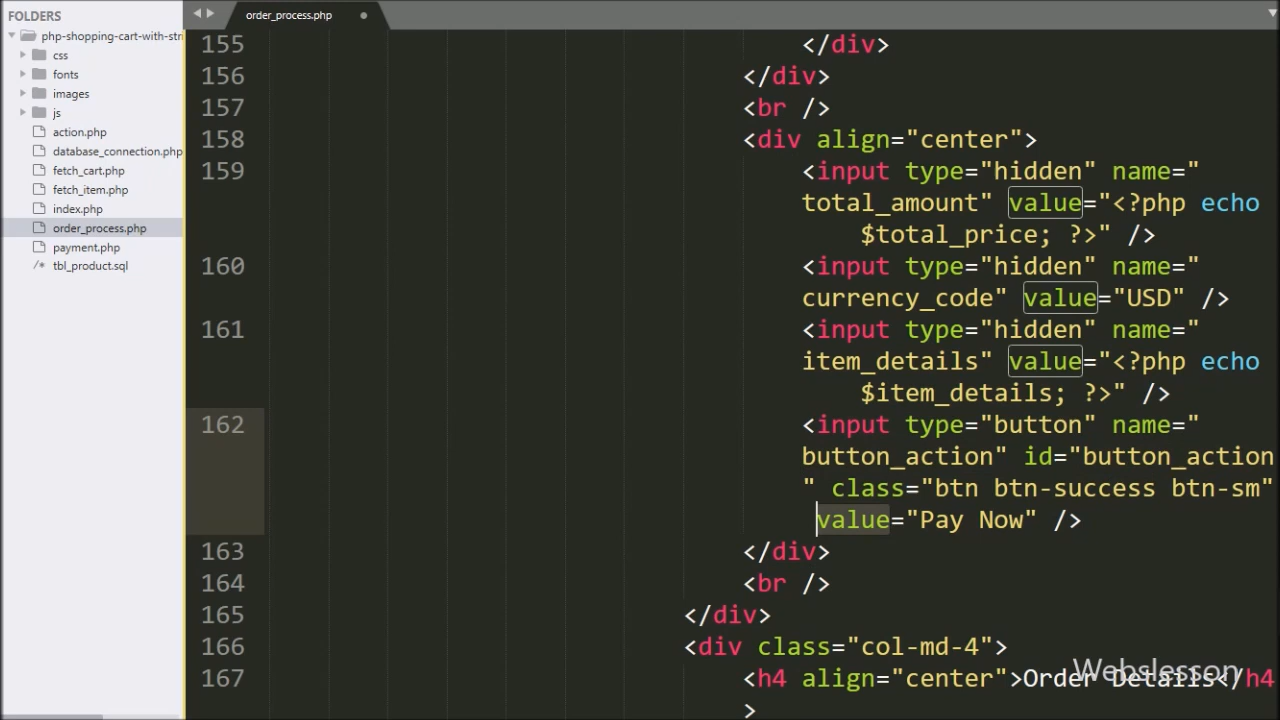 FOLDERS
php-shopping-cart-with-stri
css
fonts
images
js
action.php
database_connection.php
fetch_cart.php
fetch_item.php
index.php
order_process.php
payment.php
/* tbl_product.sql
order_process.php
155 </div>
156 </div>
157 <br />
158 <div align="center">
159 <input type="hidden" name="
total_amount" value="<?php echo
$total_price; ?>" />
160 <input type="hidden" name="
currency_code" value="USD" />
161 <input type="hidden" name="
item_details" value="<?php echo
$item_details; ?>" />
162 <input type="button" name="
button_action" id="button_action
" class="btn btn-success btn-sm"
value="Pay Now" />
163 </div>
164 <br />
165 </div>
166 <div class="col-md-4">
167 <h4 align="center">Order Details</h4
>
Webslesson